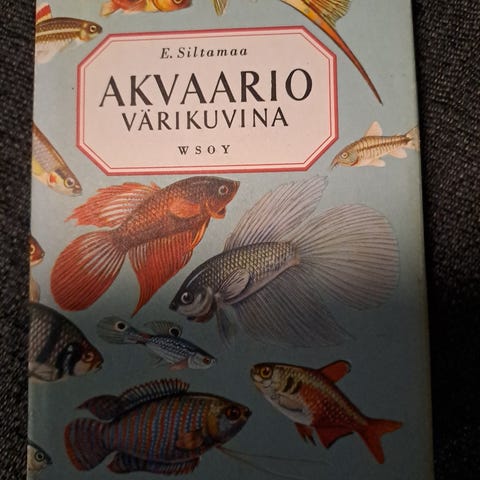 E. Siltamaa
AKVAARIO
VÄRIKUVINA
WSOY